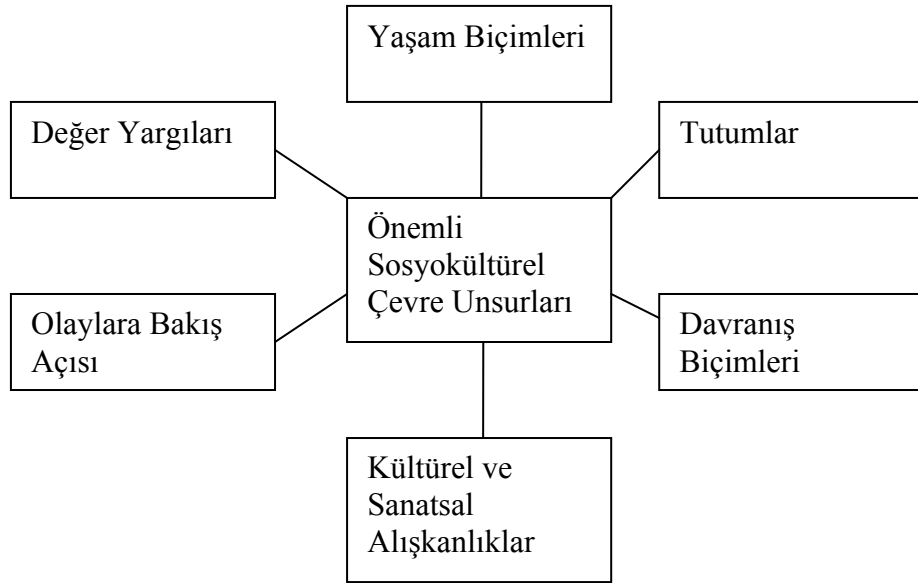 Yaşam Biçimleri
Değer Yargıları
Tutumlar
Önemli
Sosyokültürel
Çevre Unsurları
Olaylara Bakış
Açısı
Davranış
Biçimleri
Kültürel ve
Sanatsal
Alışkanlıklar